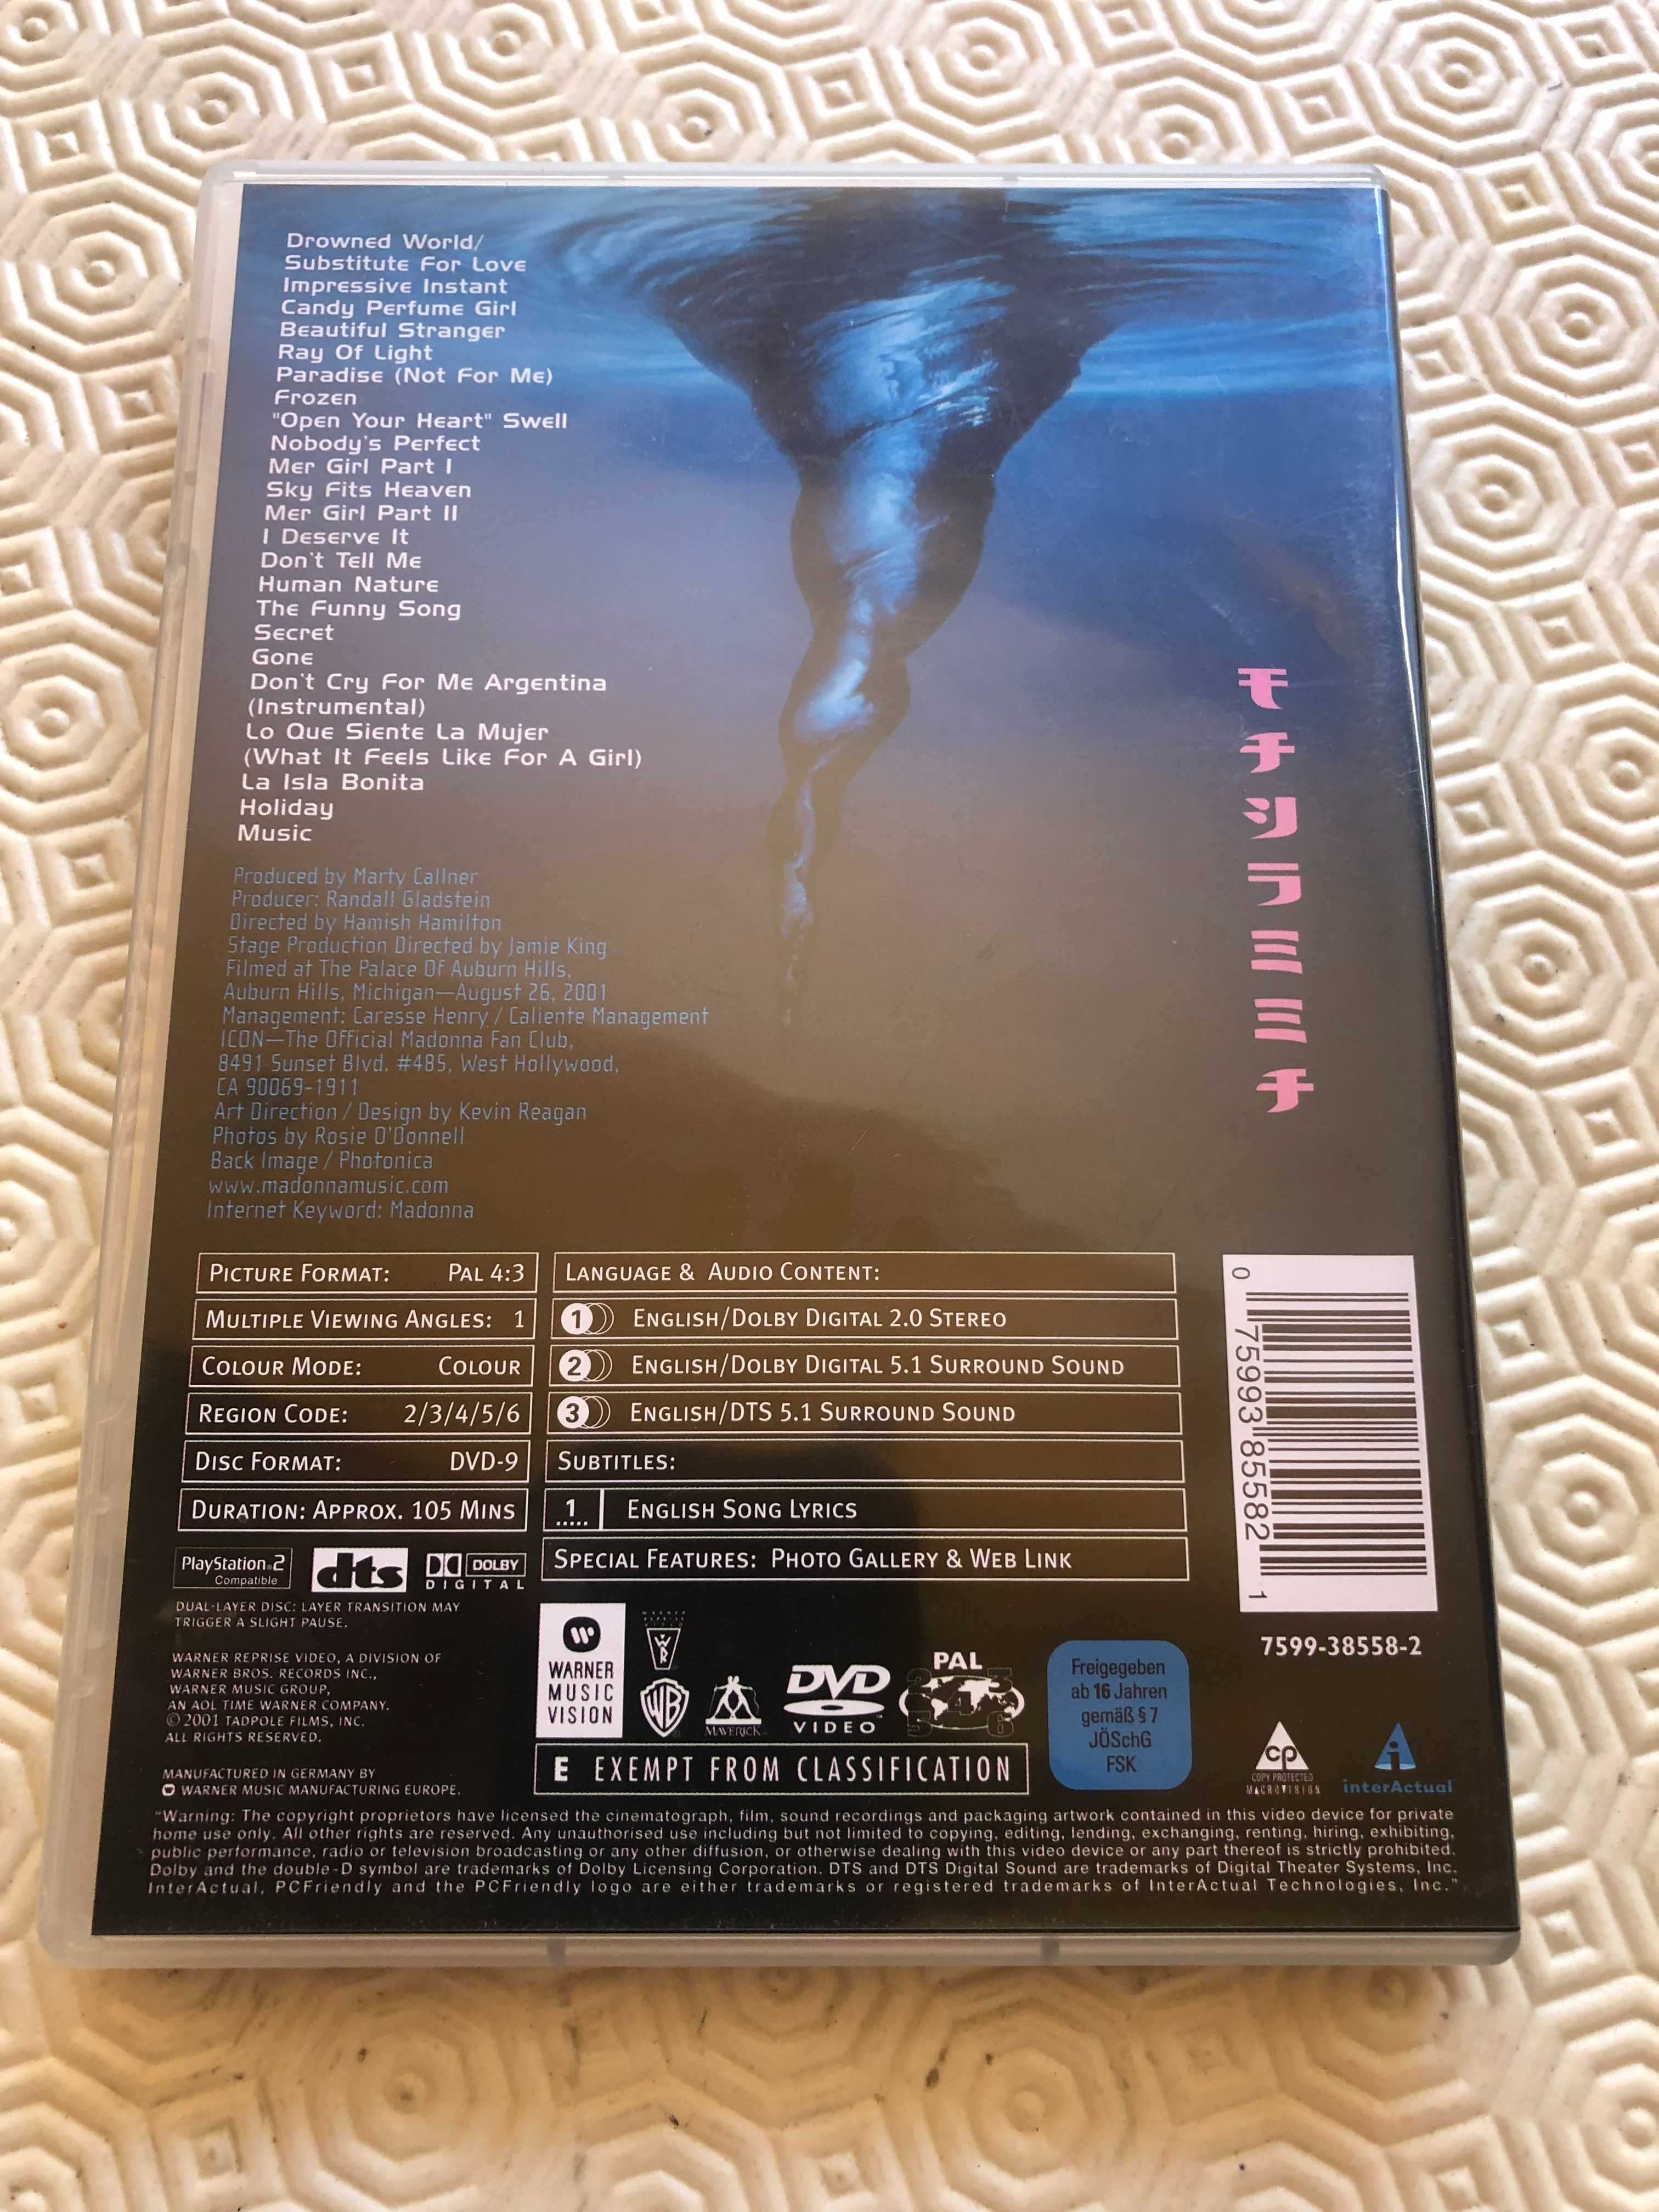 Drowned World/
Substitute For Love
Impressive Instant
Candy Perfume Girl
Beautiful Stranger
Ray Of Light
Paradise (Not For Me)
Frozen
"Open Your Heart" Swell
Nobody's Perfect
Mer Girl Part I
Sky Fits Heaven
Mer Girl Part II
I Deserve It
Don't Tell Me
Human Nature
The Funny Song
Secret
Gone
Don't Cry For Me Argentina
(Instrumental)
Lo Que Siente La Mujer
(What It Feels Like For A Girl)
La Isla Bonita
Holiday
Music
モチジラミミチ
Produced by Marty Callner
Producer: Randall Gladstein
Directed by Hamish Hamilton
Stage Production Directed by Jamie King
Filmed at The Palace Of Auburn Hills,
Auburn Hills, Michigan—August 26, 2001
Management: Caresse Henry / Caliente Management
ICON—The Official Madonna Fan Club,
8491 Sunset Blvd. #485, West Hollywood,
CA 90069-1911
Art Direction / Design by Kevin Reagan
Photos by Rosie O'Donnell
Back Image / Photonica
www.madonnamusic.com
Internet Keyword: Madonna
PICTURE FORMAT: PAL 4:3
MULTIPLE VIEWING ANGLES: 1
COLOUR MODE: COLOUR
REGION CODE: 2/3/4/5/6
DISC FORMAT: DVD-9
DURATION: APPROX. 105 MINS
LANGUAGE & AUDIO CONTENT:
1 ENGLISH/DOLBY DIGITAL 2.0 STEREO
2 ENGLISH/DOLBY DIGITAL 5.1 SURROUND SOUND
3 ENGLISH/DTS 5.1 SURROUND SOUND
SUBTITLES:
1 ENGLISH SONG LYRICS
SPECIAL FEATURES: PHOTO GALLERY & WEB LINK
0 75993 85582 1
7599-38558-2
PlayStation 2
Compatible
dts
DOLBY
DIGITAL
DUAL-LAYER DISC: LAYER TRANSITION MAY
TRIGGER A SLIGHT PAUSE.
WARNER REPRISE VIDEO, A DIVISION OF
WARNER BROS. RECORDS INC.,
WARNER MUSIC GROUP,
AN AOL TIME WARNER COMPANY.
© 2001 TADPOLE FILMS, INC.
ALL RIGHTS RESERVED.
MANUFACTURED IN GERMANY BY
WARNER MUSIC MANUFACTURING EUROPE.
WARNER
MUSIC
VISION
WARNER
REPRISE
VIDEO
WB
MAVERICK
DVD
VIDEO
PAL
2 3
4
5 6
Freigegeben
ab 16 Jahren
gemäß § 7
JÖSchG
FSK
E EXEMPT FROM CLASSIFICATION
cp
COPY PROTECTED
MACROVISION
i
interActual
"Warning: The copyright proprietors have licensed the cinematograph, film, sound recordings and packaging artwork contained in this video device for private
home use only. All other rights are reserved. Any unauthorised use including but not limited to copying, editing, lending, exchanging, renting, hiring, exhibiting,
public performance, radio or television broadcasting or any other diffusion, or otherwise dealing with this video device or any part thereof is strictly prohibited.
Dolby and the double-D symbol are trademarks of Dolby Licensing Corporation. DTS and DTS Digital Sound are trademarks of Digital Theater Systems, Inc.
InterActual, PCFriendly and the PCFriendly logo are either trademarks or registered trademarks of InterActual Technologies, Inc."